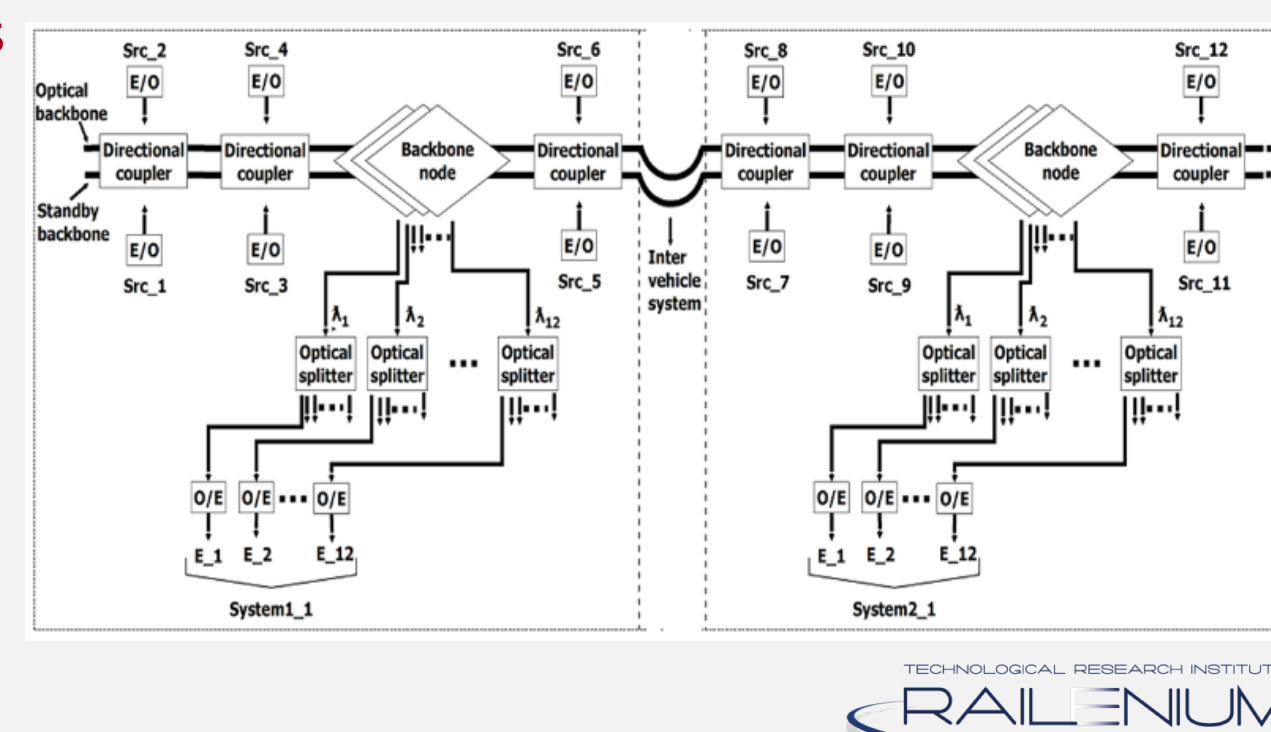 S
Src_2 Src_4 Src_6 Src_8 Src_10 Src_12
E/O E/O E/O E/O E/O E/O
Optical
backbone
Directional
coupler
Directional
coupler
Backbone
node
Directional
coupler
Directional
coupler
Directional
coupler
Backbone
node
Directional
coupler
Standby
backbone
E/O E/O E/O E/O E/O E/O
Src_1 Src_3 Src_5 Src_7 Src_9 Src_11
Inter
vehicle
system
λ1 λ2 λ12 λ1 λ2 λ12
Optical
splitter
Optical
splitter
Optical
splitter
Optical
splitter
Optical
splitter
Optical
splitter
O/E O/E O/E O/E O/E O/E
E_1 E_2 E_12 E_1 E_2 E_12
System1_1 System2_1
TECHNOLOGICAL RESEARCH INSTITUT
RAILENIUM